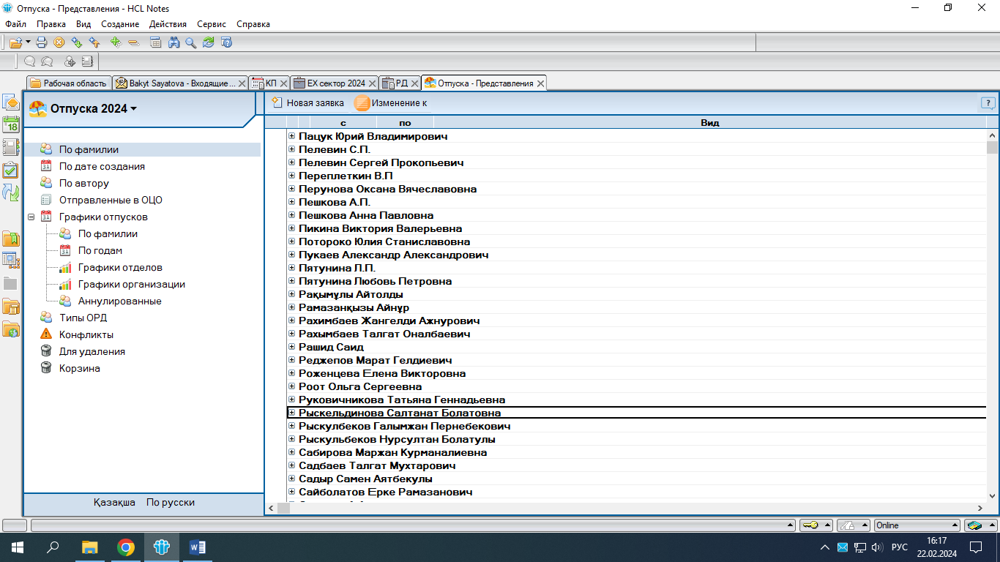 Отпуска - Представления - HCL Notes
Файл Правка Вид Создание Действия Сервис Справка
Рабочая область Bakyt Sayatova - Входящие ... КП ЕХ сектор 2024 РД Отпуска - Представления
Отпуска 2024
Новая заявка Изменение к
с по Вид
18
По фамилии
По дате создания
По автору
Отправленные в ОЦО
Графики отпусков
По фамилии
По годам
Графики отделов
Графики организации
Аннулированные
Типы ОРД
Конфликты
Для удаления
Корзина
Қазақша По русски
Пацук Юрий Владимирович
Пелевин С.П.
Пелевин Сергей Прокопьевич
Переплеткин В.П
Перунова Оксана Вячеславовна
Пешкова А.П.
Пешкова Анна Павловна
Пикина Виктория Валерьевна
Потороко Юлия Станиславовна
Пукаев Александр Александрович
Пятунина Л.П.
Пятунина Любовь Петровна
Рақымұлы Айтолды
Рамазанқызы Айнұр
Рахимбаев Жангелди Ажнурович
Рахымбаев Талгат Оналбаевич
Рашид Саид
Реджепов Марат Гелдиевич
Роженцева Елена Викторовна
Роот Ольга Сергеевна
Руковичникова Татьяна Геннадьевна
Рыскельдинова Салтанат Болатовна
Рыскулбеков Галымжан Пернебекович
Рыскульбеков Нурсултан Болатулы
Сабирова Маржан Курманалиевна
Садбаев Талгат Мухтарович
Садыр Самен Аятбекулы
Сайболатов Ерке Рамазанович
Online
РУС
16:17
22.02.2024